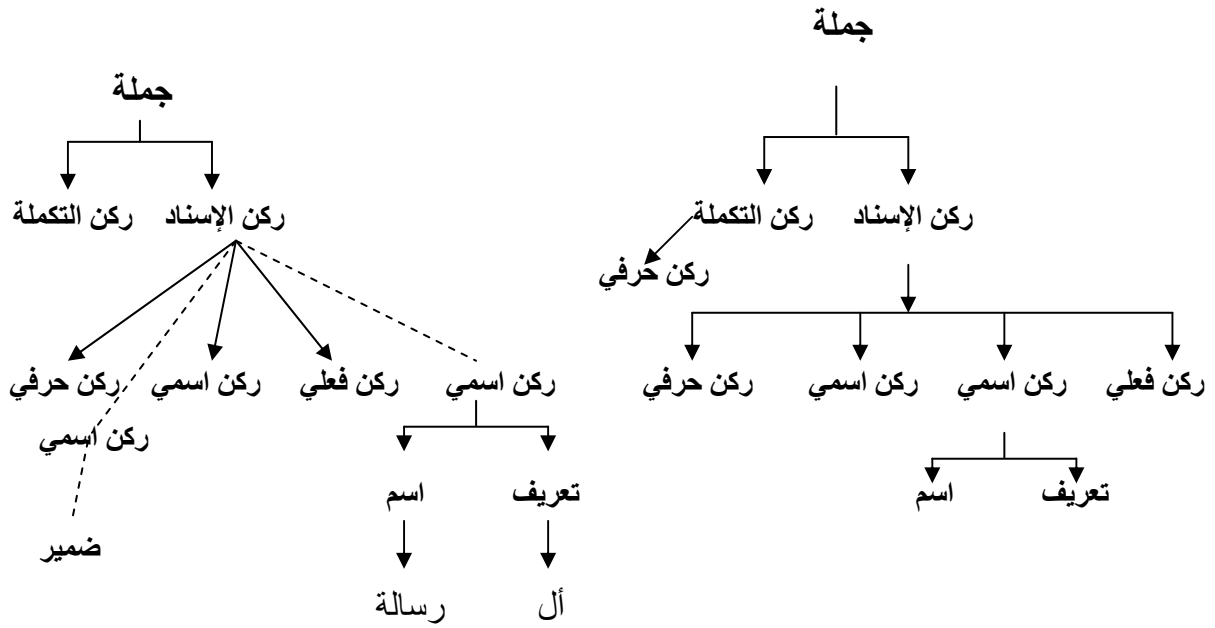 جملة
ركن الإسناد ركن التكملة
ركن حرفي
ركن فعلي ركن اسمي ركن اسمي ركن حرفي
تعريف اسم
جملة
ركن الإسناد ركن التكملة
ركن اسمي ركن فعلي ركن اسمي ركن حرفي
ركن اسمي
تعريف اسم
ضمير
أل رسالة